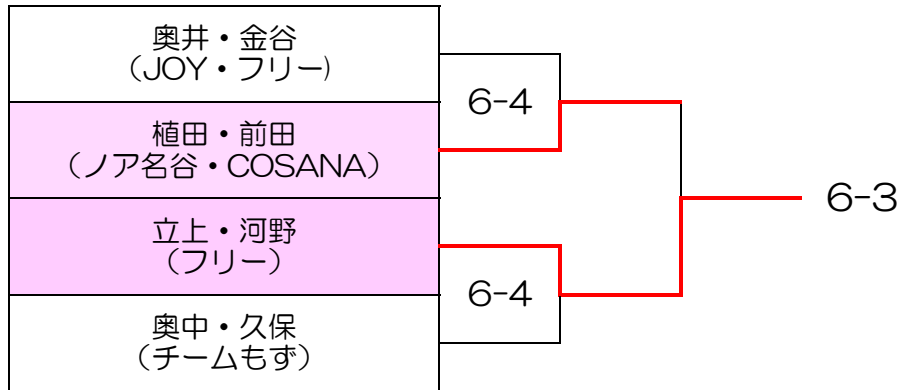 奥井・金谷
（JOY・フリー）
6-4
植田・前田
（ノア名谷・COSANA）
6-3
立上・河野
（フリー）
6-4
奥中・久保
（チームもず）